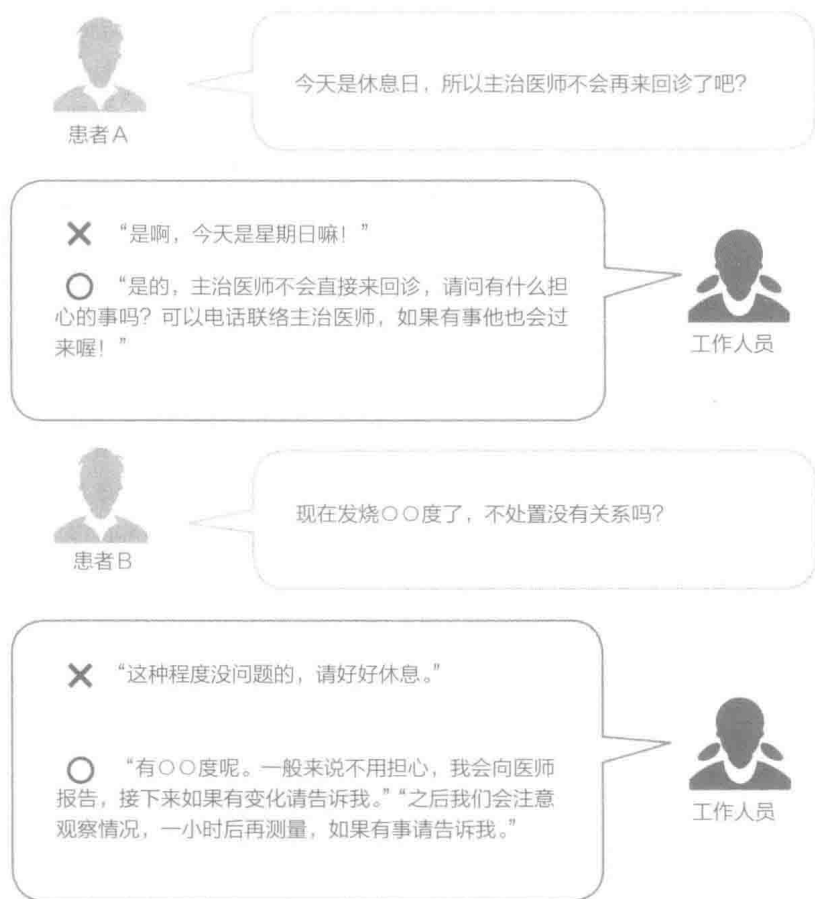 今天是休息日，所以主治医师不会再来回诊了吧？
患者A
✕ “是啊，今天是星期日嘛！”
○ “是的，主治医师不会直接来回诊，请问有什么担
心的事吗？可以电话联络主治医师，如果有事他也会过
来喔！”
工作人员
现在发烧○○度了，不处置没有关系吗？
患者B
✕ “这种程度没问题的，请好好休息。”
○ “有○○度呢。一般来说不用担心，我会向医师
报告，接下来如果有变化请告诉我。”“之后我们会注意
观察情况，一小时后再测量，如果有事请告诉我。”
工作人员